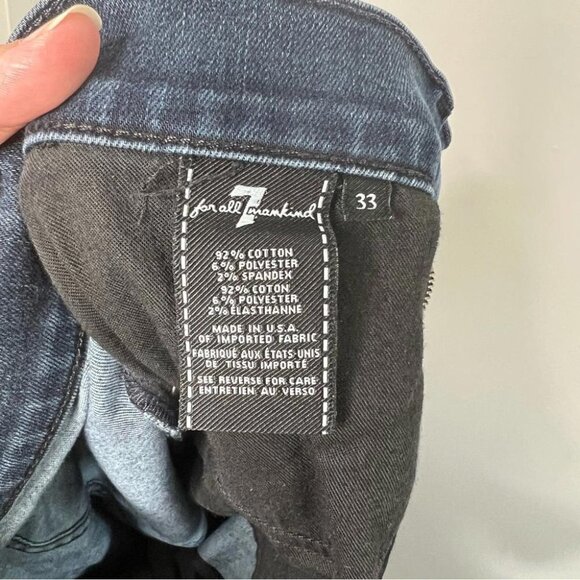 7
for all mankind
33
92% COTTON
6% POLYESTER
2% SPANDEX
92% COTON
6% POLYESTER
2% ELASTHANNE
MADE IN U.S.A.
OF IMPORTED FABRIC
FABRIQUÉ AUX ÉTATS-UNIS
DE TISSU IMPORTÉ
SEE REVERSE FOR CARE
ENTRETIEN AU VERSO